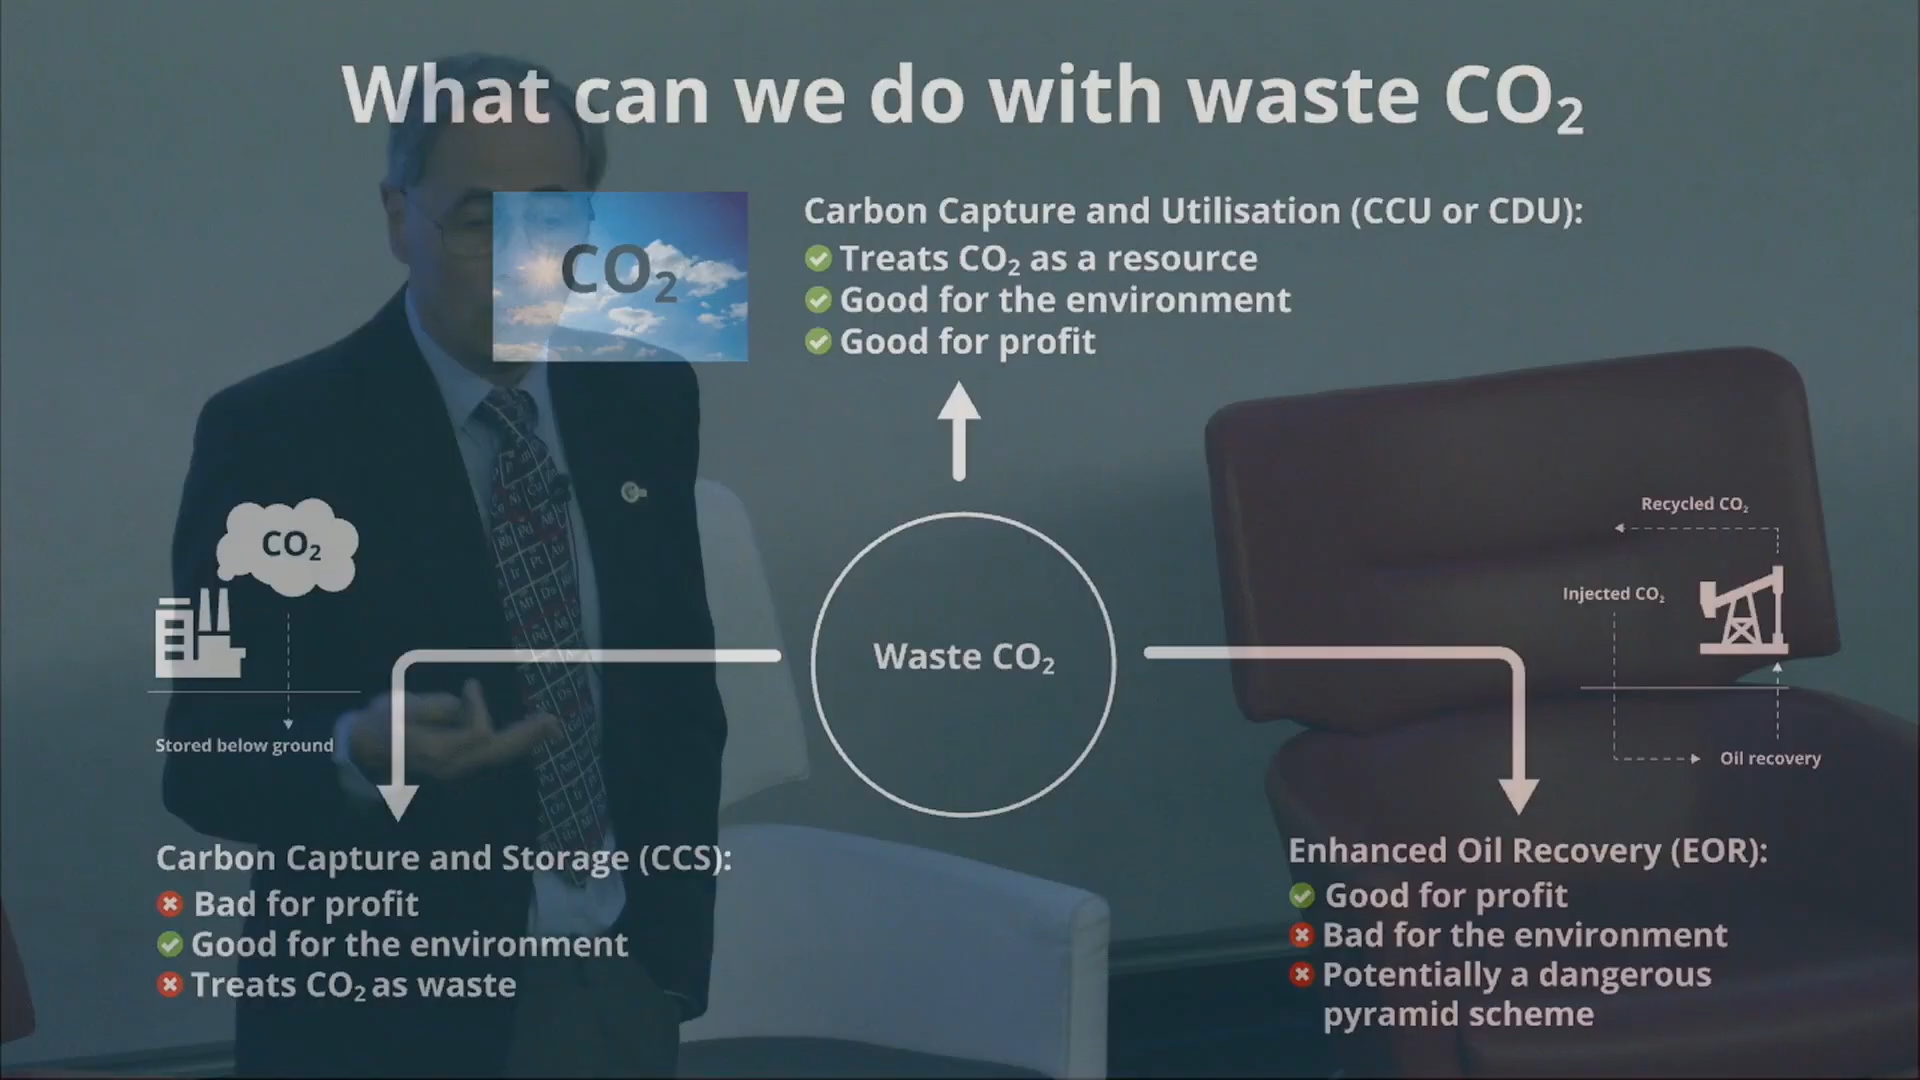 What can we do with waste CO₂
CO₂
Carbon Capture and Utilisation (CCU or CDU):
Treats CO₂ as a resource
Good for the environment
Good for profit
CO₂
Stored below ground
Waste CO₂
Recycled CO₂
Injected CO₂
Oil recovery
Carbon Capture and Storage (CCS):
Bad for profit
Good for the environment
Treats CO₂ as waste
Enhanced Oil Recovery (EOR):
Good for profit
Bad for the environment
Potentially a dangerous
pyramid scheme